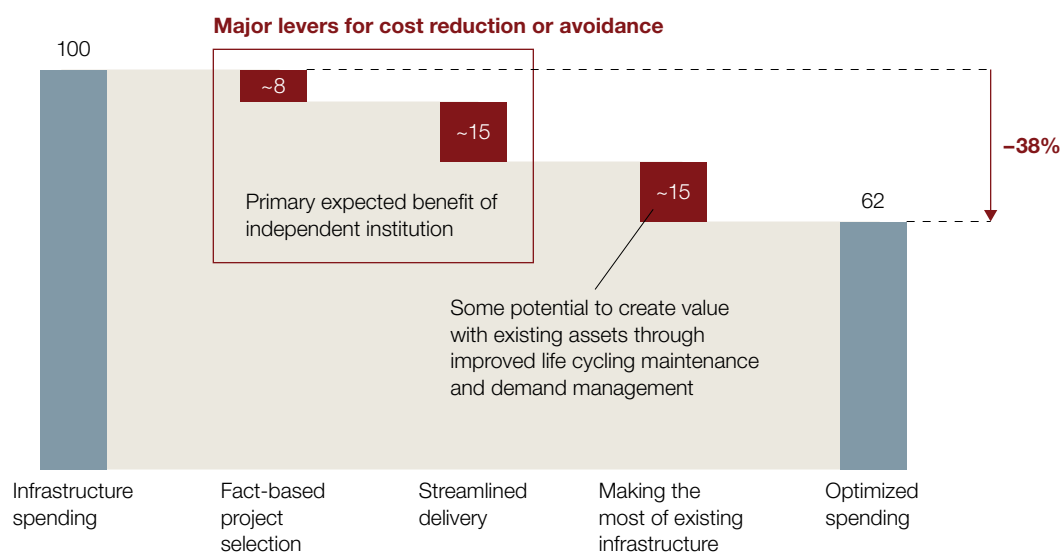 Major levers for cost reduction or avoidance
100
~8
~15
~15
–38%
62
Primary expected benefit of
independent institution
Some potential to create value
with existing assets through
improved life cycling maintenance
and demand management
Infrastructure
spending
Fact-based
project
selection
Streamlined
delivery
Making the
most of existing
infrastructure
Optimized
spending